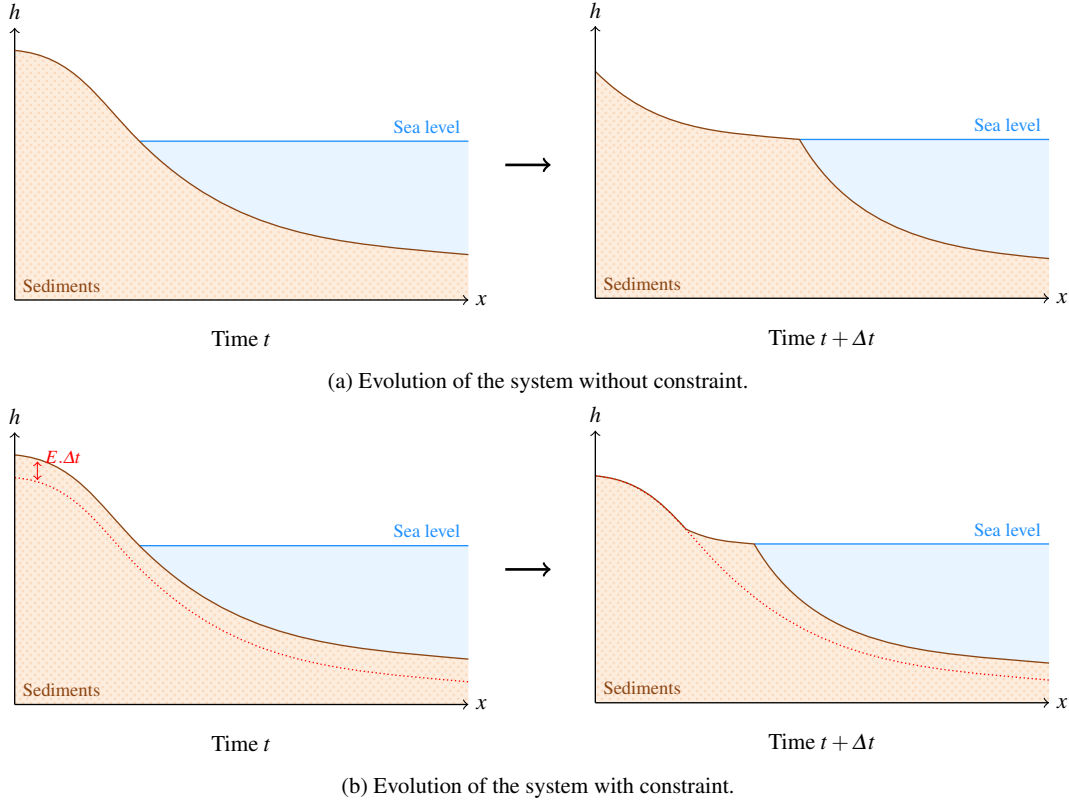 h
h
Sea level
Sea level
Sediments
x
Sediments
x
Time t
Time t + Δt
(a) Evolution of the system without constraint.
h
h
E.Δt
Sea level
Sea level
Sediments
x
Sediments
x
Time t
Time t + Δt
(b) Evolution of the system with constraint.